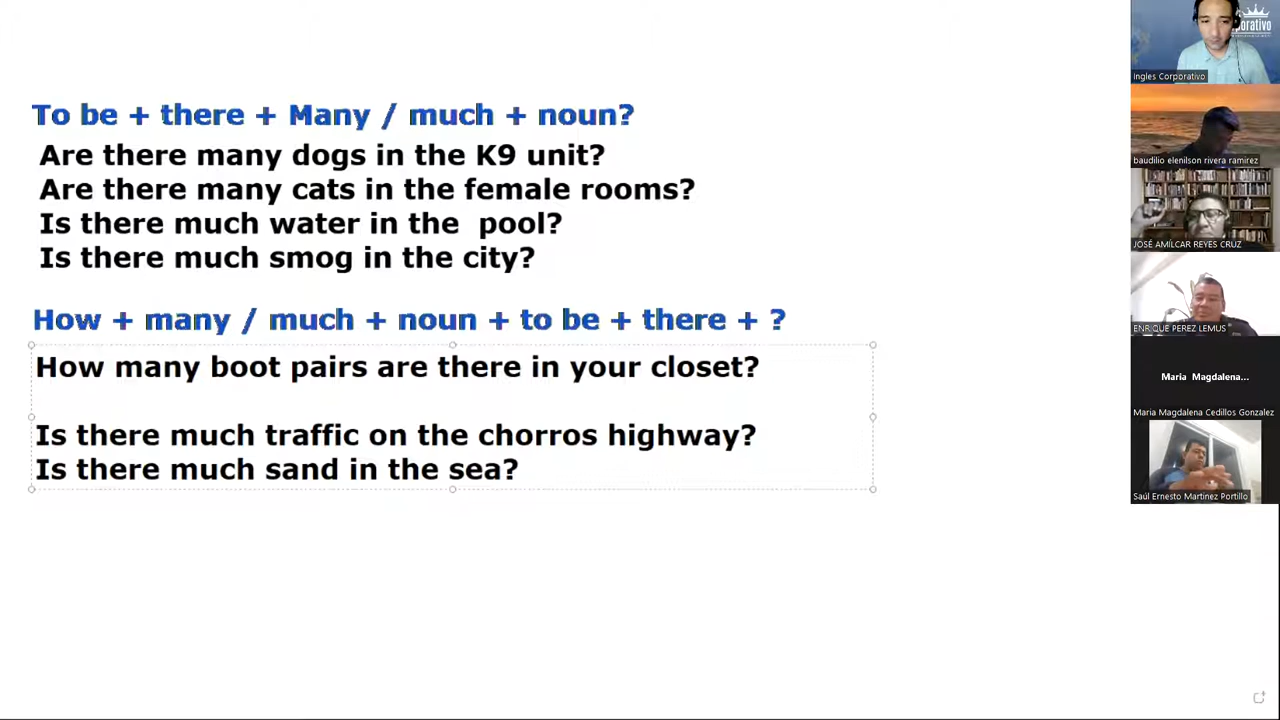 To be + there + Many / much + noun?
Are there many dogs in the K9 unit?
Are there many cats in the female rooms?
Is there much water in the  pool?
Is there much smog in the city?
How + many / much + noun + to be + there + ?
How many boot pairs are there in your closet?
Is there much traffic on the chorros highway?
Is there much sand in the sea?
Ingles Corporativo
baudilio elenilson rivera ramirez
JOSÉ AMÍLCAR REYES CRUZ
ENRIQUE PEREZ LEMUS
Maria Magdalena...
Maria Magdalena Cedillos Gonzalez
Saúl Ernesto Martinez Portillo